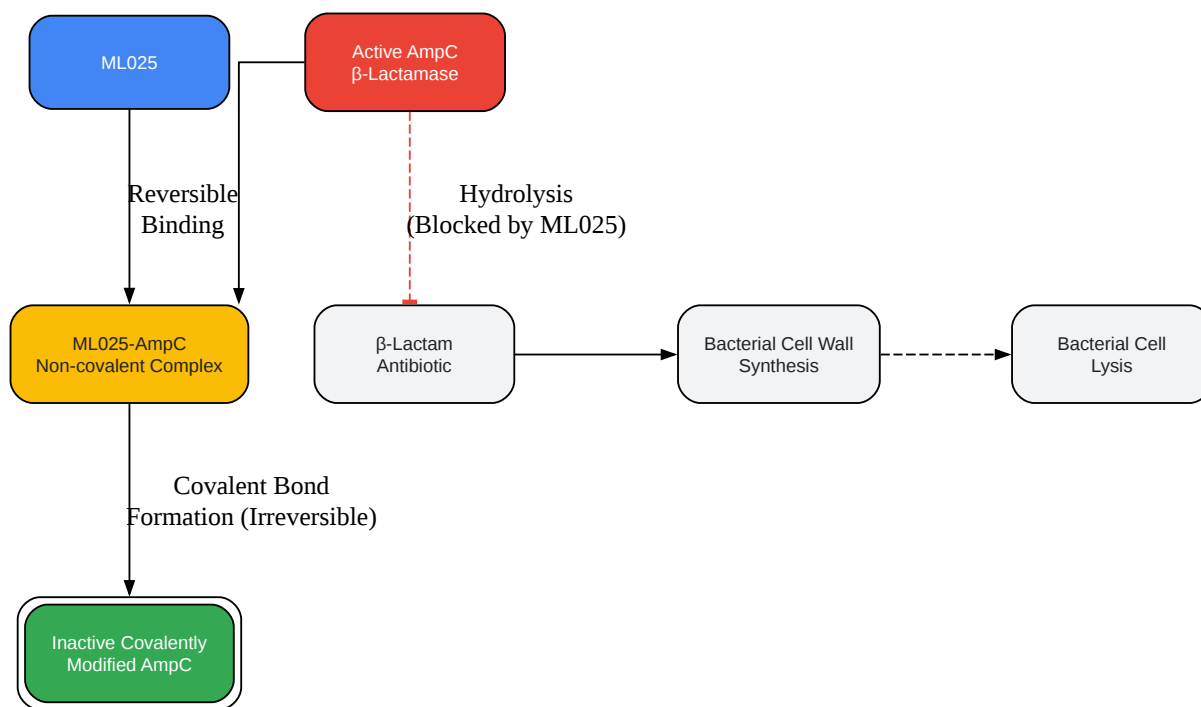 ML025
Active AmpC
β-Lactamase
Reversible
Binding
Hydrolysis
(Blocked by ML025)
ML025-AmpC
Non-covalent Complex
β-Lactam
Antibiotic
Bacterial Cell Wall
Synthesis
Bacterial Cell
Lysis
Covalent Bond
Formation (Irreversible)
Inactive Covalently
Modified AmpC